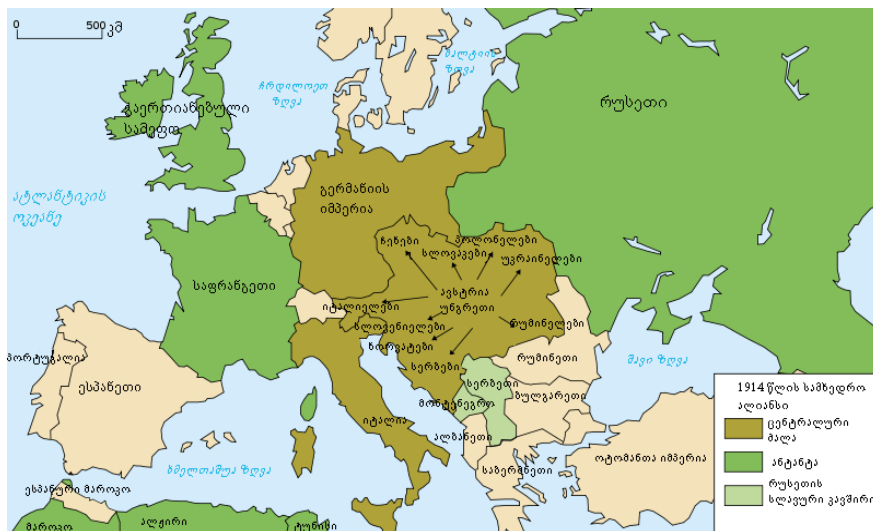 0 500 კმ
ბალტიის
ზღვა
ჩრდილოეთ
ზღვა
რუსეთი
გაერთიანებული
სამეფო
ატლანტიკის
ოკეანე
გერმანიის
იმპერია
ჩეხები
პოლონელები
სლოვაკები
უკრაინელები
საფრანგეთი
ავსტრია
უნგრეთი
იტალიელები
სლოვენიელები
რუმინელები
ხორვატები
სერბები
პორტუგალია
ესპანეთი
რუმინეთი
შავი ზღვა
სერბეთი
მონტენეგრო
ბულგარეთი
იტალია
ალბანეთი
საბერძნეთი
ოტომანთა იმპერია
ხმელთაშუა ზღვა
ესპანური მაროკო
მაროკო
ალჟირი
ტუნისი
1914 წლის სამხედრო
ალიანსი
ცენტრალური
ძალა
ანტანტა
რუსეთის
სლავური კავშირი